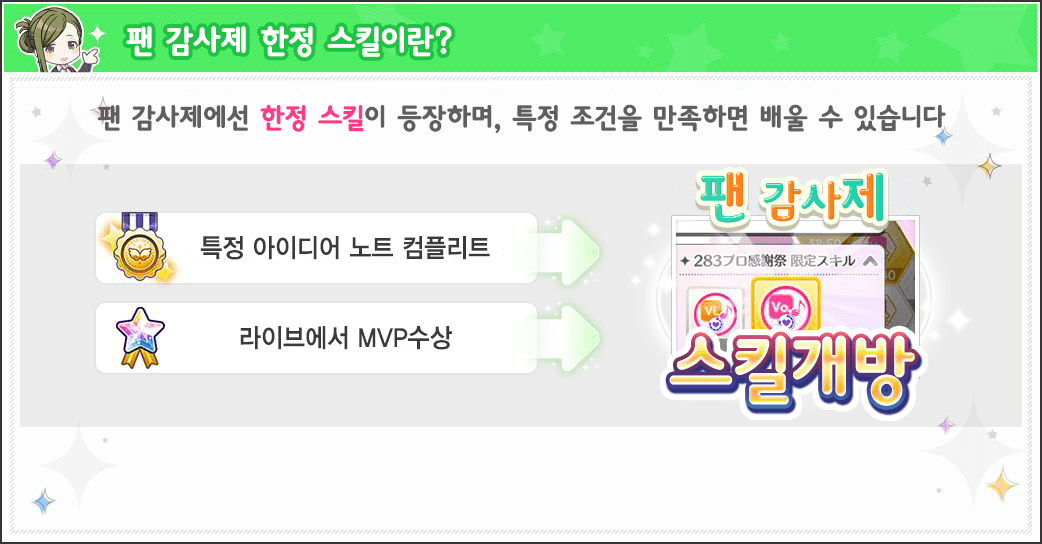 팬 감사제 한정 스킬이란?
팬 감사제에선 한정 스킬이 등장하며, 특정 조건을 만족하면 배울 수 있습니다
특정 아이디어 노트 컴플리트
라이브에서 MVP수상
팬 감사제
283プロ感謝祭 限定スキル
Vi
Vo
스킬개방